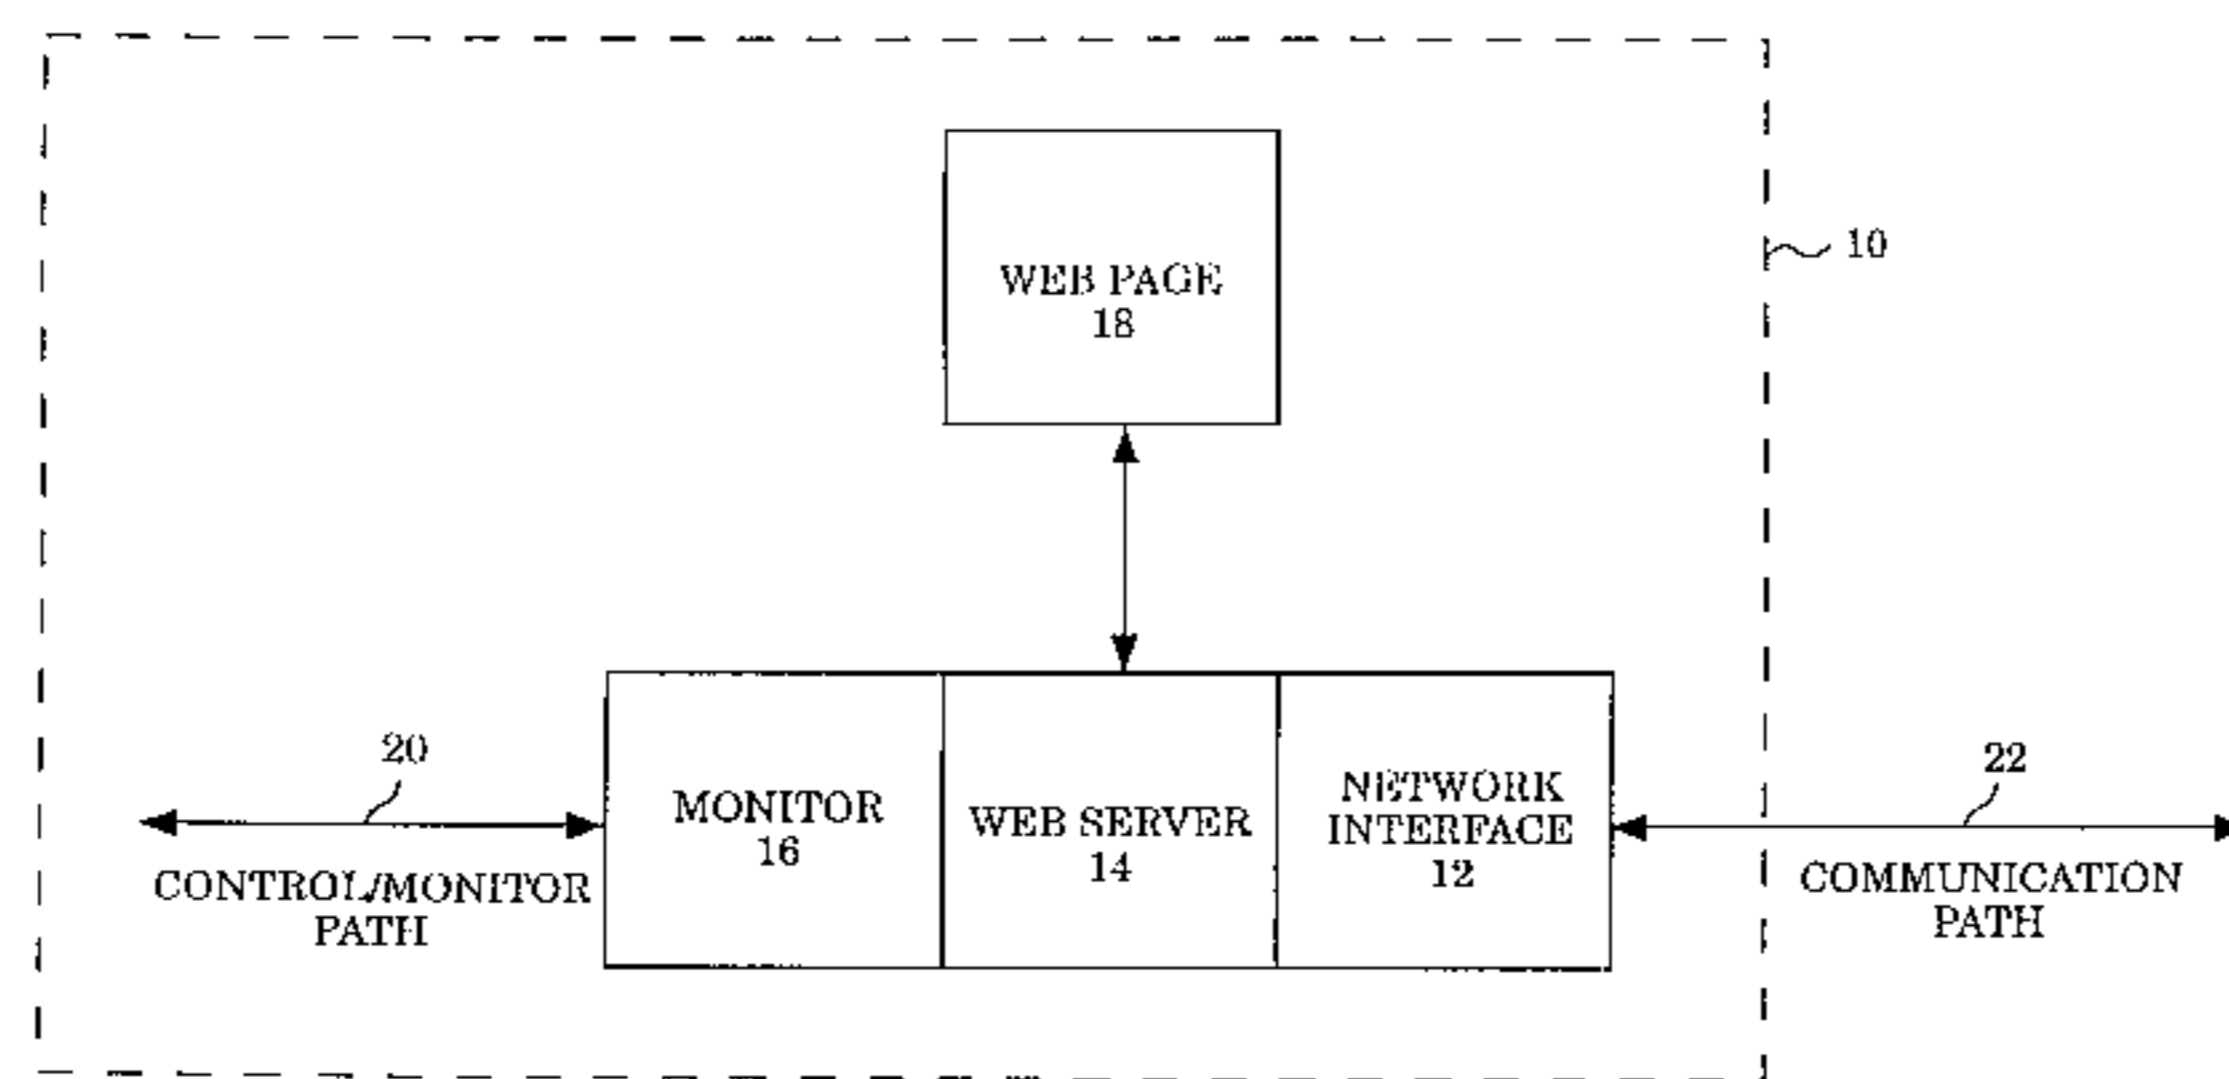 10
WEB PAGE
18
20
CONTROL/MONITOR
PATH
MONITOR
16
WEB SERVER
14
NETWORK
INTERFACE
12
22
COMMUNICATION
PATH